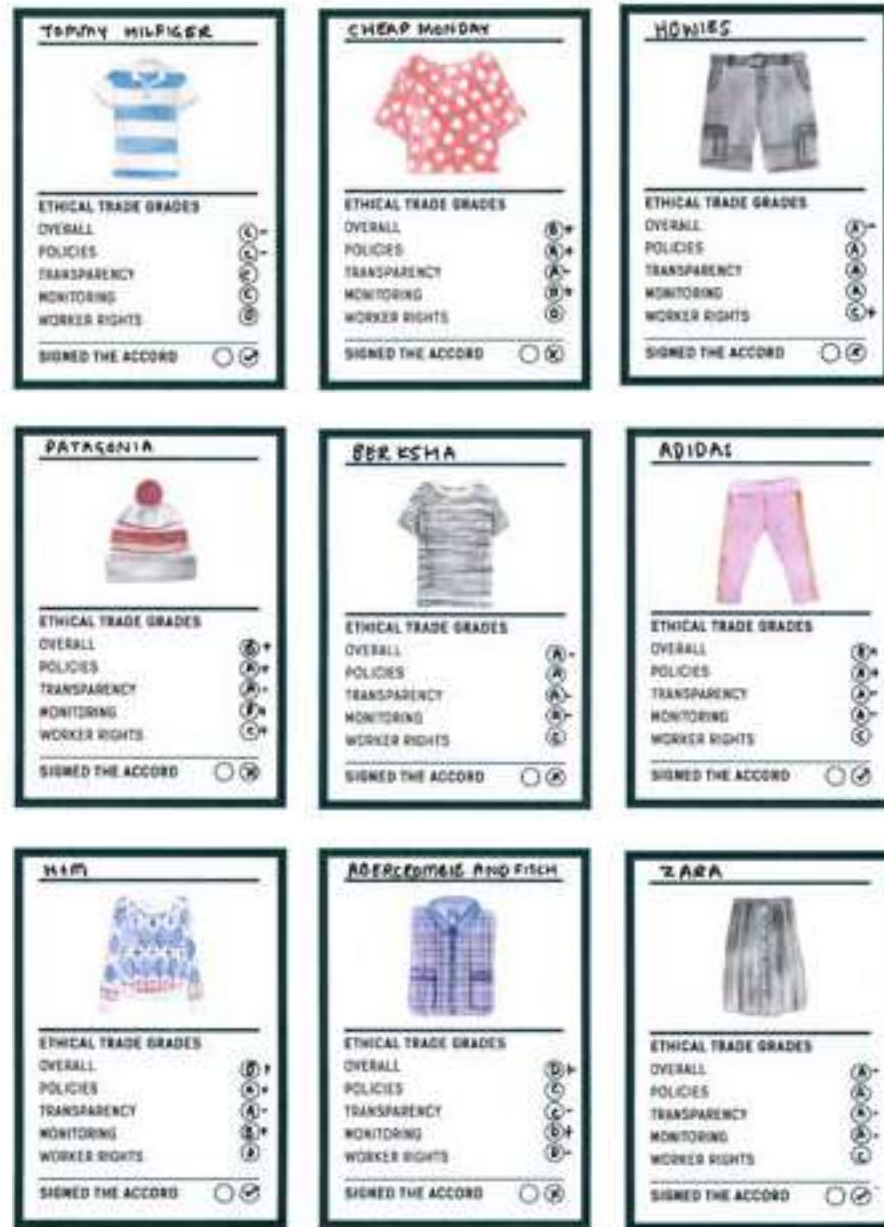 TOMMY HILFIGER
ETHICAL TRADE GRADES
OVERALL C-
POLICIES C-
TRANSPARENCY C
MONITORING C
WORKER RIGHTS
SIGNED THE ACCORD
CHEAP MONDAY
ETHICAL TRADE GRADES
OVERALL B+
POLICIES A+
TRANSPARENCY A-
MONITORING
WORKER RIGHTS
SIGNED THE ACCORD
HOWIES
ETHICAL TRADE GRADES
OVERALL A-
POLICIES A
TRANSPARENCY A
MONITORING A
WORKER RIGHTS C+
SIGNED THE ACCORD
PATAGONIA
ETHICAL TRADE GRADES
OVERALL B+
POLICIES A+
TRANSPARENCY A-
MONITORING
WORKER RIGHTS C+
SIGNED THE ACCORD
BERKSHA
ETHICAL TRADE GRADES
OVERALL A-
POLICIES A
TRANSPARENCY A-
MONITORING A-
WORKER RIGHTS C
SIGNED THE ACCORD
ADIDAS
ETHICAL TRADE GRADES
OVERALL
POLICIES A+
TRANSPARENCY A-
MONITORING A-
WORKER RIGHTS C
SIGNED THE ACCORD
H&M
ETHICAL TRADE GRADES
OVERALL
POLICIES A+
TRANSPARENCY A-
MONITORING B+
WORKER RIGHTS
SIGNED THE ACCORD
ABERCROMBIE AND FITCH
ETHICAL TRADE GRADES
OVERALL D+
POLICIES C
TRANSPARENCY C-
MONITORING D+
WORKER RIGHTS D-
SIGNED THE ACCORD
ZARA
ETHICAL TRADE GRADES
OVERALL A-
POLICIES A
TRANSPARENCY A-
MONITORING A-
WORKER RIGHTS C
SIGNED THE ACCORD